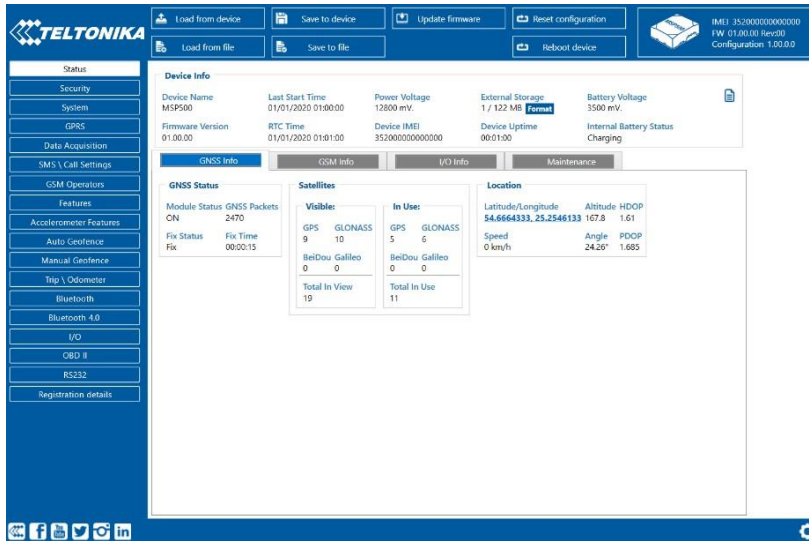 TELTONIKA
Load from device
Save to device
Update firmware
Reset configuration
Load from file
Save to file
Reboot device
IMEI 352000000000000
FW 01.00.00 Rev:00
Configuration 1.00.0.0
Status
Security
System
GPRS
Data Acquisition
SMS \ Call Settings
GSM Operators
Features
Accelerometer Features
Auto Geofence
Manual Geofence
Trip \ Odometer
Bluetooth
Bluetooth 4.0
I/O
OBD II
RS232
Registration details
Device Info
Device Name Last Start Time Power Voltage External Storage Battery Voltage
MSP500 01/01/2020 01:00:00 12800 mV. 1 / 122 MB Format 3500 mV.
Firmware Version RTC Time Device IMEI Device Uptime Internal Battery Status
01.00.00 01/01/2020 01:01:00 352000000000000 00:01:00 Charging
GNSS Info GSM Info I/O Info Maintenance
GNSS Status
Module Status GNSS Packets
ON 2470
Fix Status Fix Time
Fix 00:00:15
Satellites
Visible:
GPS GLONASS
9 10
BeiDou Galileo
0 0
Total In View
19
In Use:
GPS GLONASS
5 6
BeiDou Galileo
0 0
Total In Use
11
Location
Latitude/Longitude Altitude HDOP
54.6664333, 25.2546133 167.8 1.61
Speed Angle PDOP
0 km/h 24.26° 1.685